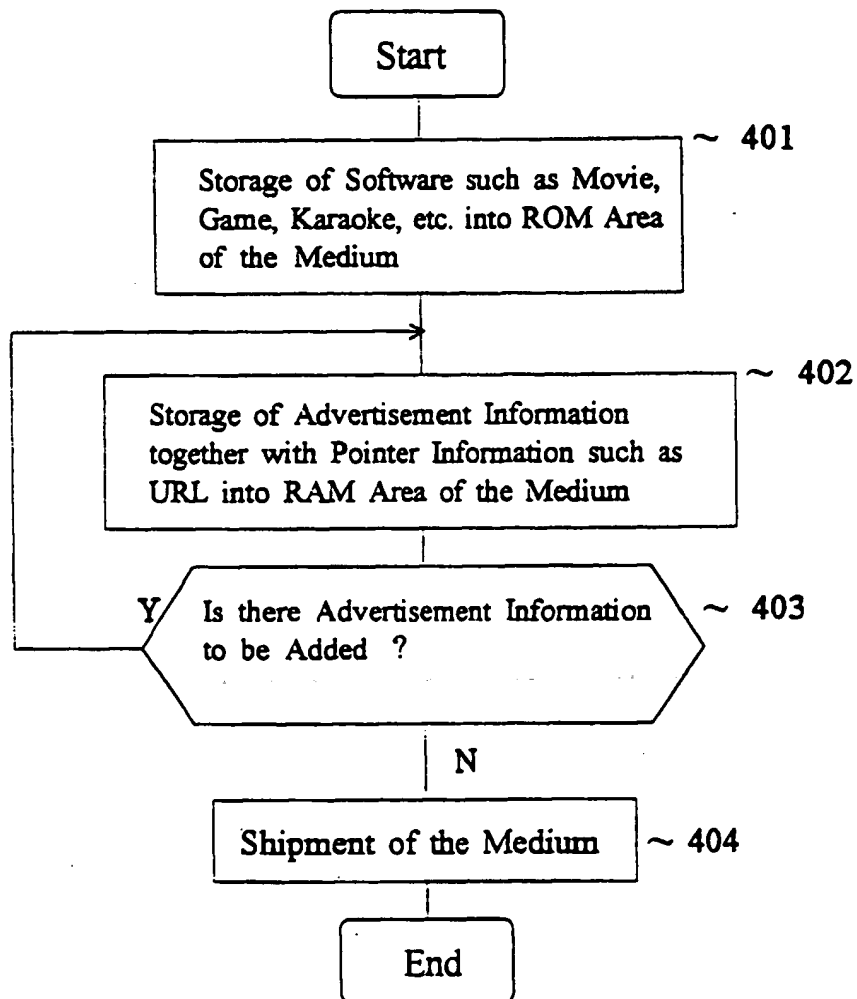 Start
~ 401
Storage of Software such as Movie,
Game, Karaoke, etc. into ROM Area
of the Medium
~ 402
Storage of Advertisement Information
together with Pointer Information such as
URL into RAM Area of the Medium
Y
Is there Advertisement Information
to be Added ?
~ 403
N
Shipment of the Medium
~ 404
End